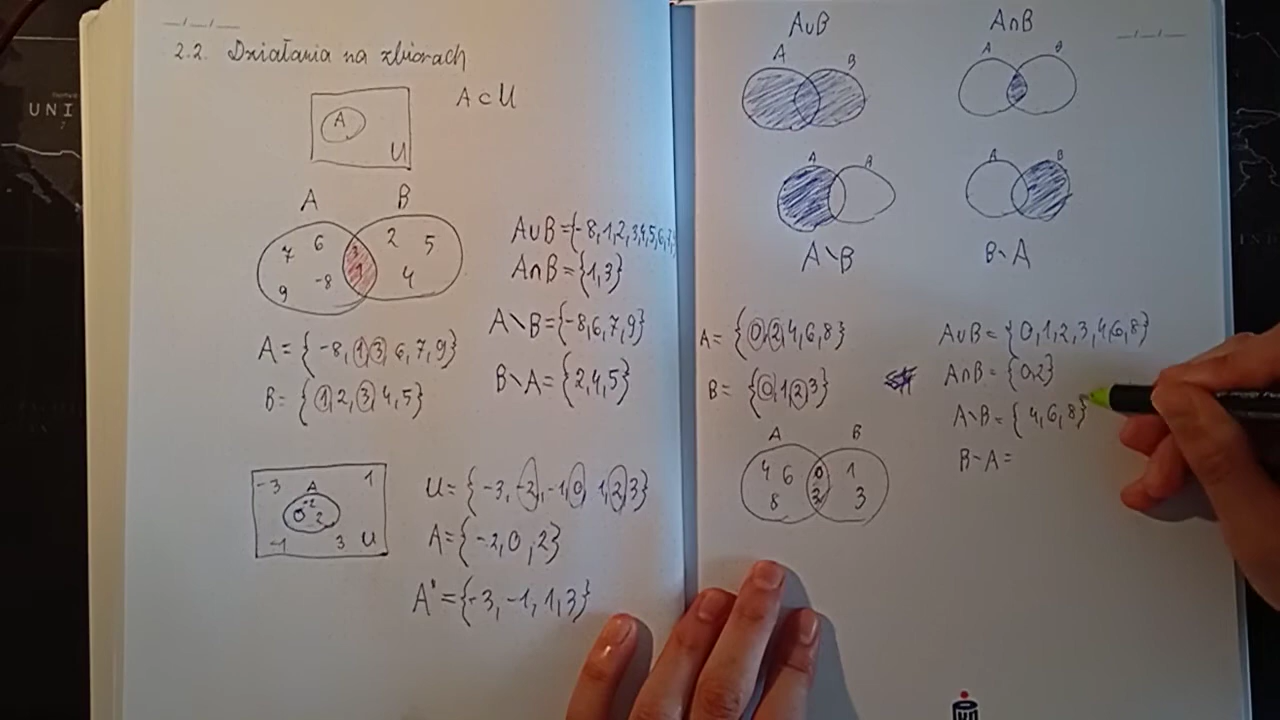 2.2. Działania na zbiorach
A
U
A ⊂ U
A B
7 6 3 2 5
9 -8 1 4
A∪B = {-8,1,2,3,4,5,6,7,
A∩B = {1,3}
A∖B = {-8,6,7,9}
B∖A = {2,4,5}
A = {-8,1,3,6,7,9}
B = {1,2,3,4,5}
-3 A 1
0 -2 2
-1 3 U
U = {-3,-2,-1,0,1,2,3}
A = {-2,0,2}
A' = {-3,-1,1,3}
A∪B A∩B
A B A B
A B A B
A∖B B∖A
A = {0,2,4,6,8}
B = {0,1,2,3}
A B
4 6 0 1
8 3
A∪B = {0,1,2,3,4,6,8}
A∩B = {0,2}
A∖B = {4,6,8}
B∖A =
UNI